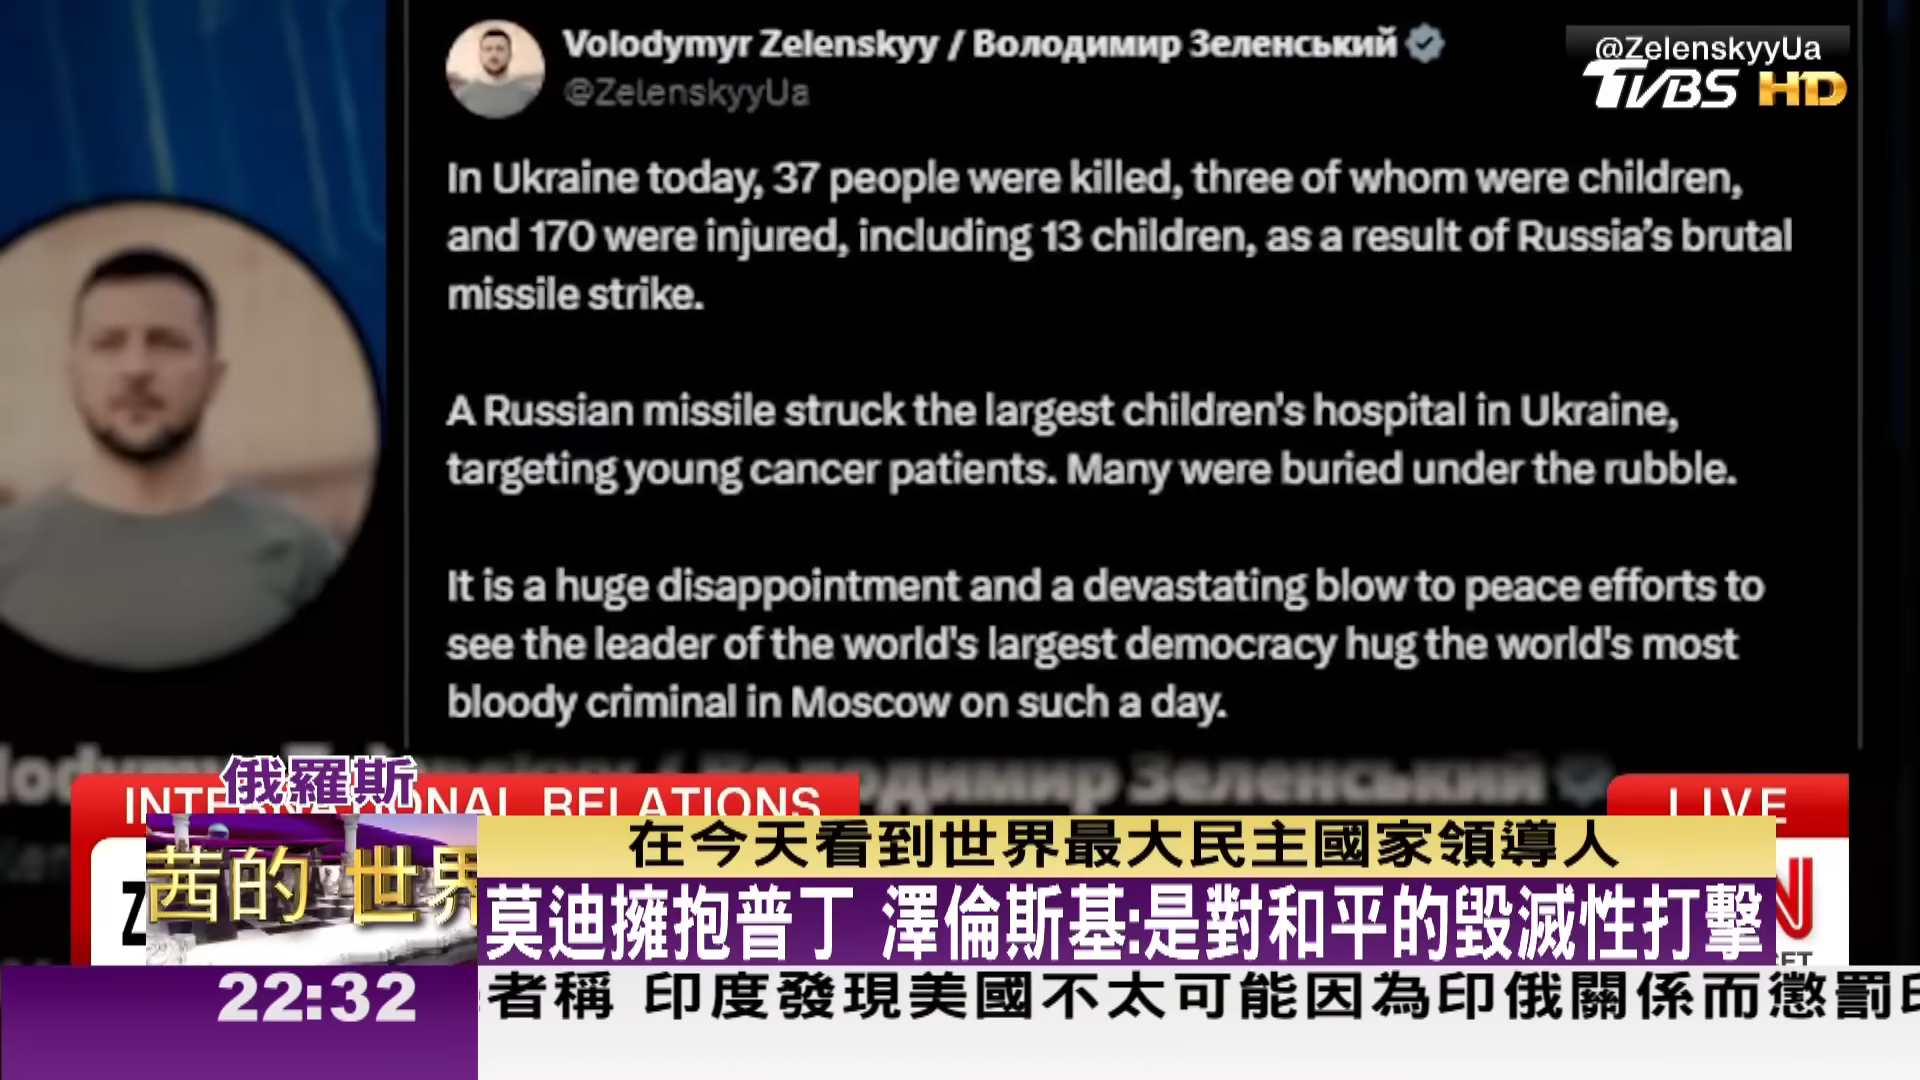 Volodymyr Zelenskyy / Володимир Зеленський
@ZelenskyyUa
@ZelenskyyUa
TVBS HD
In Ukraine today, 37 people were killed, three of whom were children,
and 170 were injured, including 13 children, as a result of Russia’s brutal
missile strike.
A Russian missile struck the largest children's hospital in Ukraine,
targeting young cancer patients. Many were buried under the rubble.
It is a huge disappointment and a devastating blow to peace efforts to
see the leader of the world's largest democracy hug the world's most
bloody criminal in Moscow on such a day.
俄羅斯
INTERNATIONAL RELATIONS
LIVE
茜的世界
在今天看到世界最大民主國家領導人
莫迪擁抱普丁 澤倫斯基:是對和平的毀滅性打擊
22:32
者稱 印度發現美國不太可能因為印俄關係而懲罰印